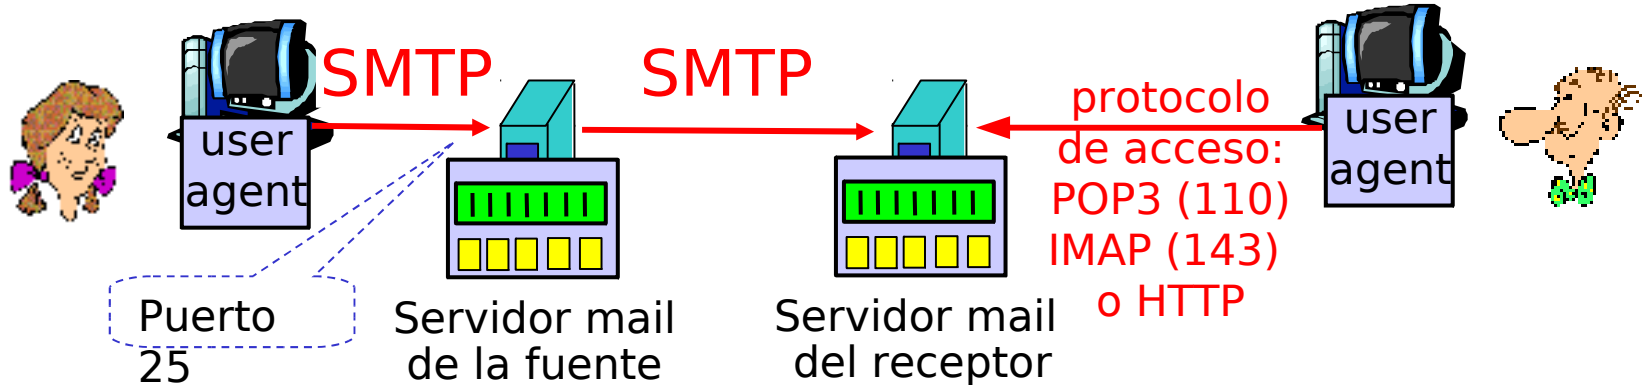 SMTP
SMTP
user
agent
Puerto
25
Servidor mail
de la fuente
Servidor mail
del receptor
protocolo
de acceso:
POP3 (110)
IMAP (143)
o HTTP
user
agent